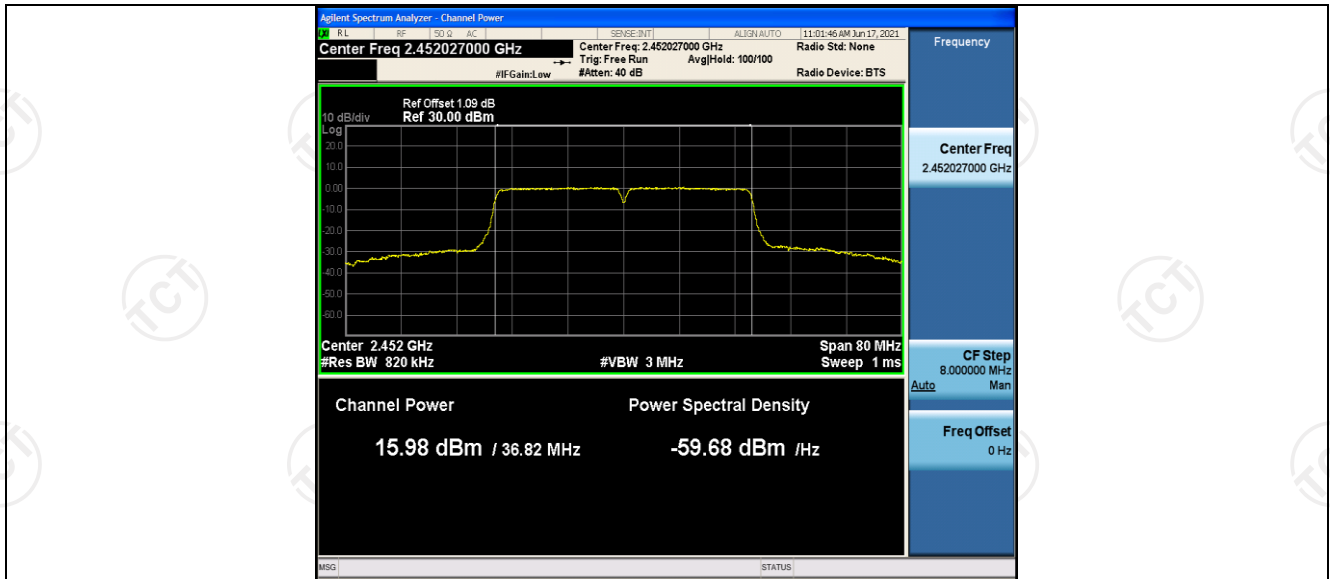 Agilent Spectrum Analyzer - Channel Power
RL RF 50 Ω AC SENSE:INT ALIGN AUTO 11:01:46 AM Jun 17, 2021
Center Freq 2.452027000 GHz
Center Freq: 2.452027000 GHz Radio Std: None
Trig: Free Run Avg|Hold: 100/100
#IFGain:Low #Atten: 40 dB Radio Device: BTS
Ref Offset 1.09 dB
10 dB/div Ref 30.00 dBm
Log
20.0
10.0
0.00
-10.0
-20.0
-30.0
-40.0
-50.0
-60.0
Center 2.452 GHz Span 80 MHz
#Res BW 820 kHz #VBW 3 MHz Sweep 1 ms
Channel Power Power Spectral Density
15.98 dBm / 36.82 MHz -59.68 dBm /Hz
MSG STATUS
Frequency
Center Freq
2.452027000 GHz
CF Step
8.000000 MHz
Auto Man
Freq Offset
0 Hz
TCT
TCT
TCT
TCT